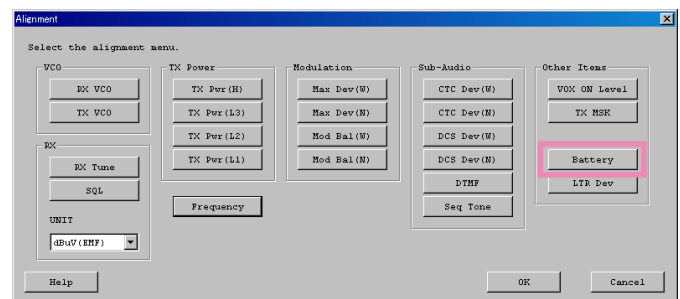 Alignment
Select the alignment menu.
VCO
RX VCO
TX VCO
RX
RX Tune
SQL
UNIT
dBuV(EMF)
TX Power
TX Pwr(H)
TX Pwr(L3)
TX Pwr(L2)
TX Pwr(L1)
Frequency
Modulation
Max Dev(W)
Max Dev(N)
Mod Bal(W)
Mod Bal(N)
Sub-Audio
CTC Dev(W)
CTC Dev(N)
DCS Dev(W)
DCS Dev(N)
DTMF
Seq Tone
Other Items
VOX ON Level
TX MSK
Battery
LTR Dev
Help
OK
Cancel